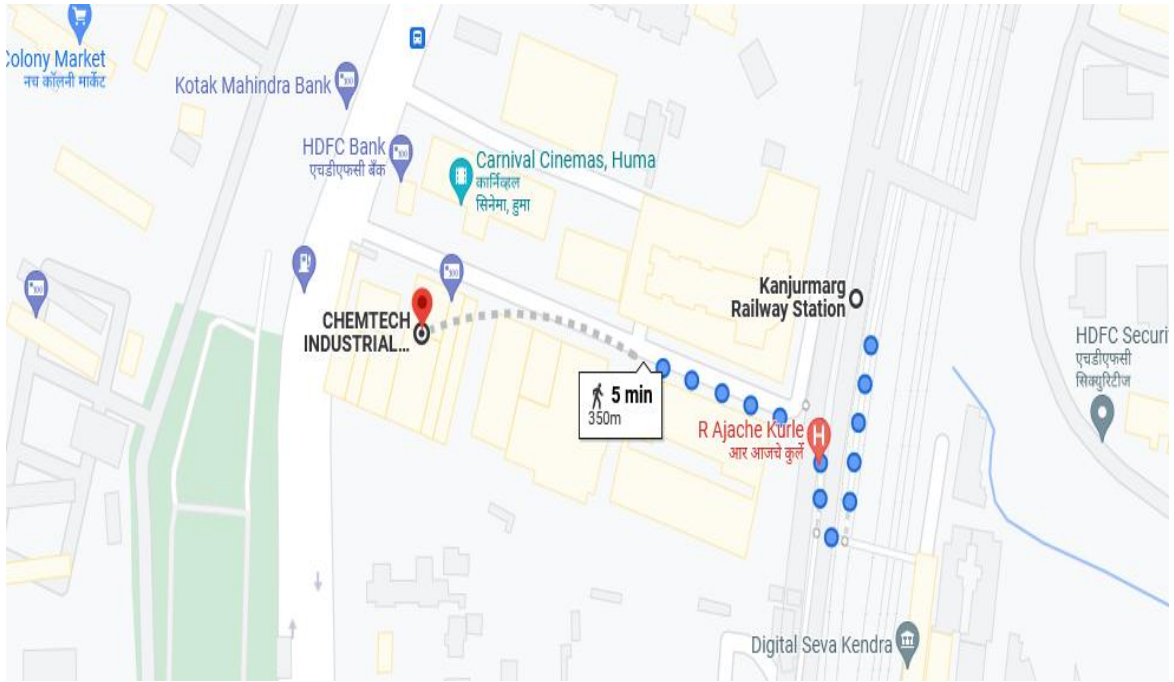 Colony Market
नच कॉलनी मार्केट
Kotak Mahindra Bank
HDFC Bank
एचडीएफसी बँक
Carnival Cinemas, Huma
कार्निव्हल
सिनेमा, हुमा
Kanjurmarg
Railway Station
CHEMTECH
INDUSTRIAL...
HDFC Securi
एचडीएफसी
सिक्युरिटीज
5 min
350m
R Ajache Kurle
आर आजचे कुर्ले
H
Digital Seva Kendra